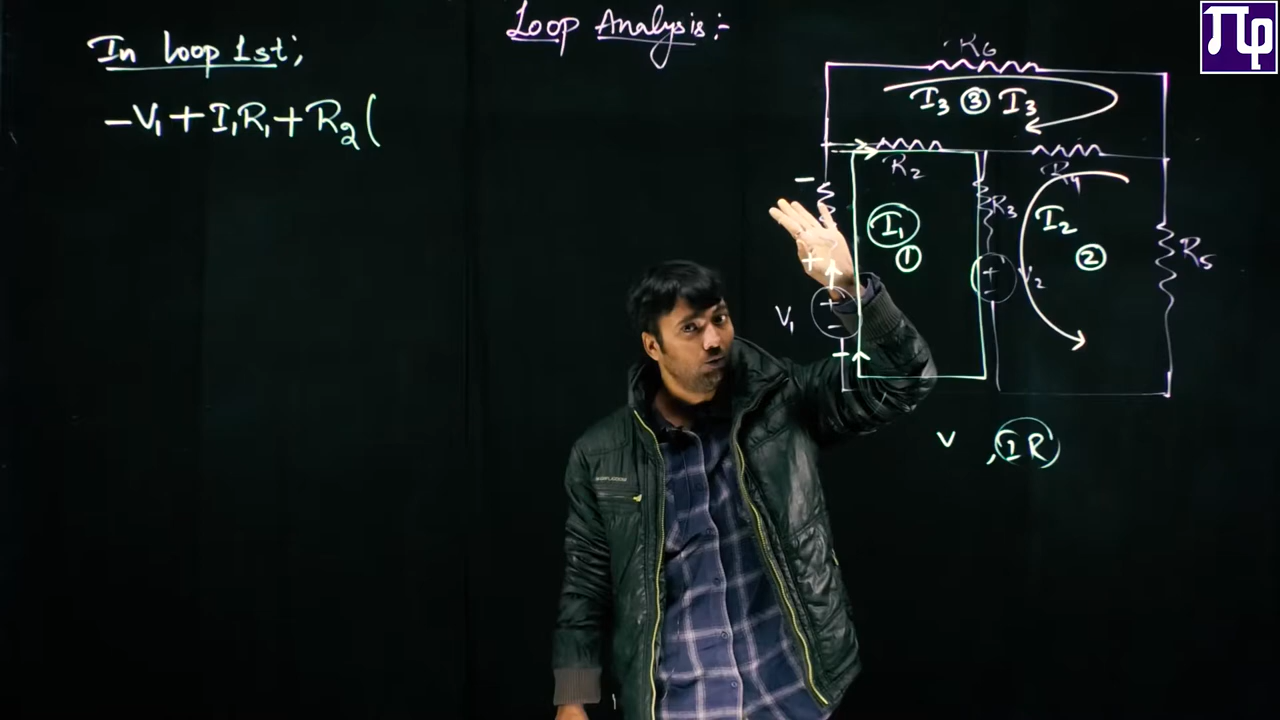 Loop Analysis :-
In loop 1st;
-V₁ + I₁R₁ + R₂ (
R₆
I₃ ③ I₃
R₂
R₄
-
R₃
I₁
①
I₂
②
R₅
+
+
-
V₁
+
-
V₂
-
V , IR
πφ